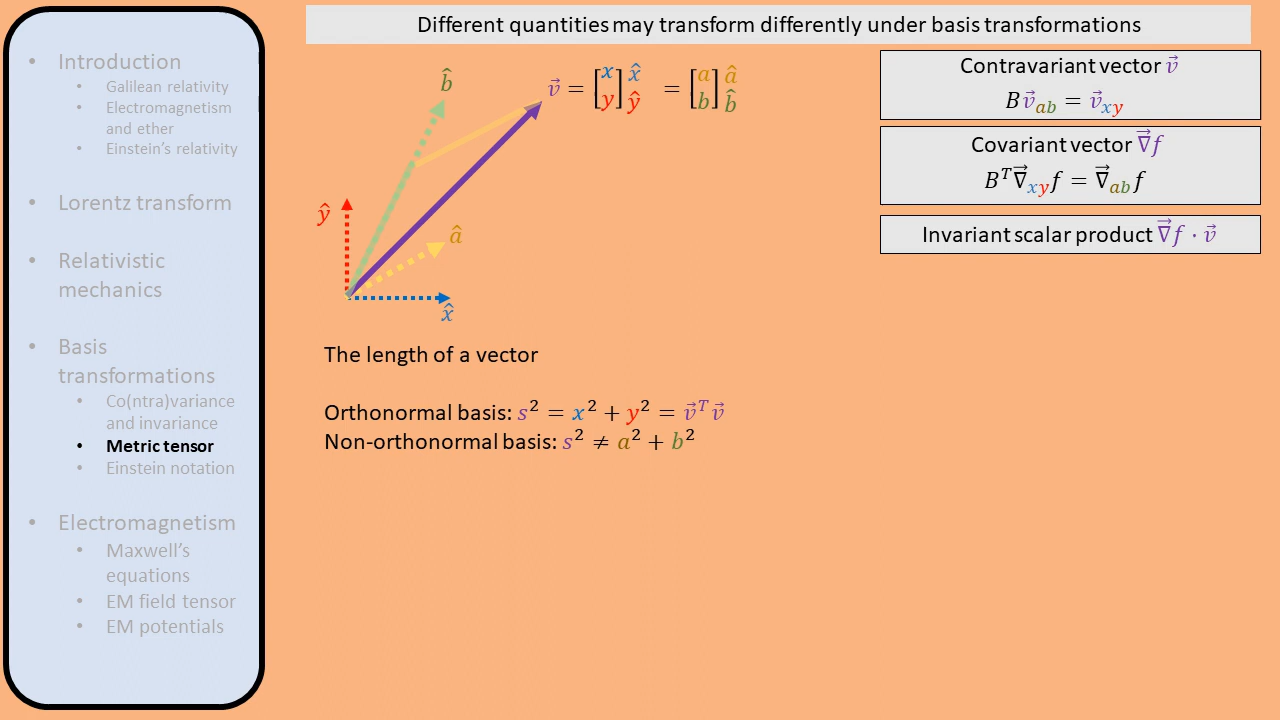 Different quantities may transform differently under basis transformations
• Introduction
• Galilean relativity
• Electromagnetism
and ether
• Einstein's relativity
• Lorentz transform
• Relativistic
mechanics
• Basis
transformations
• Co(ntra)variance
and invariance
• Metric tensor
• Einstein notation
• Electromagnetism
• Maxwell's
equations
• EM field tensor
• EM potentials
b̂
v⃗ = [x y] x̂ ŷ = [a b] â b̂
ŷ
â
x̂
Contravariant vector v⃗
Bv⃗ₐb = v⃗xy
Covariant vector ∇⃗f
Bᵀ∇⃗xy f = ∇⃗ab f
Invariant scalar product ∇⃗f · v⃗
The length of a vector
Orthonormal basis: s² = x² + y² = v⃗ᵀv⃗
Non-orthonormal basis: s² ≠ a² + b²